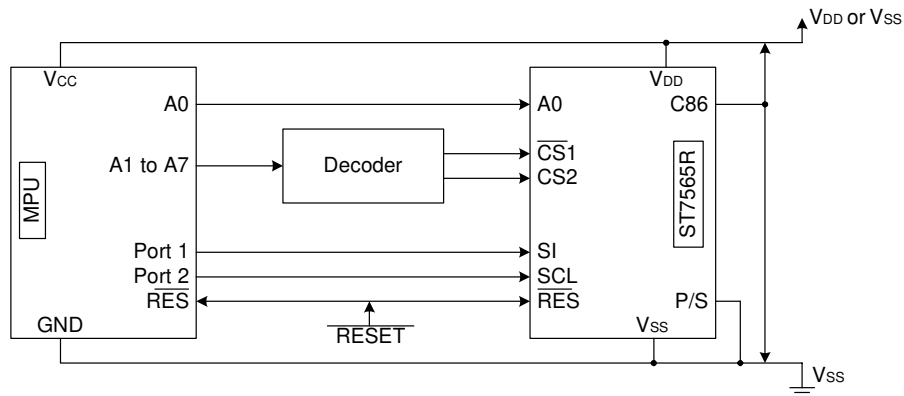 VDD or VSS
VCC
VDD
A0
A0
C86
A1 to A7
Decoder
CS1
CS2
MPU
ST7565R
Port 1
SI
Port 2
SCL
RES
RES
P/S
RESET
GND
VSS
VSS